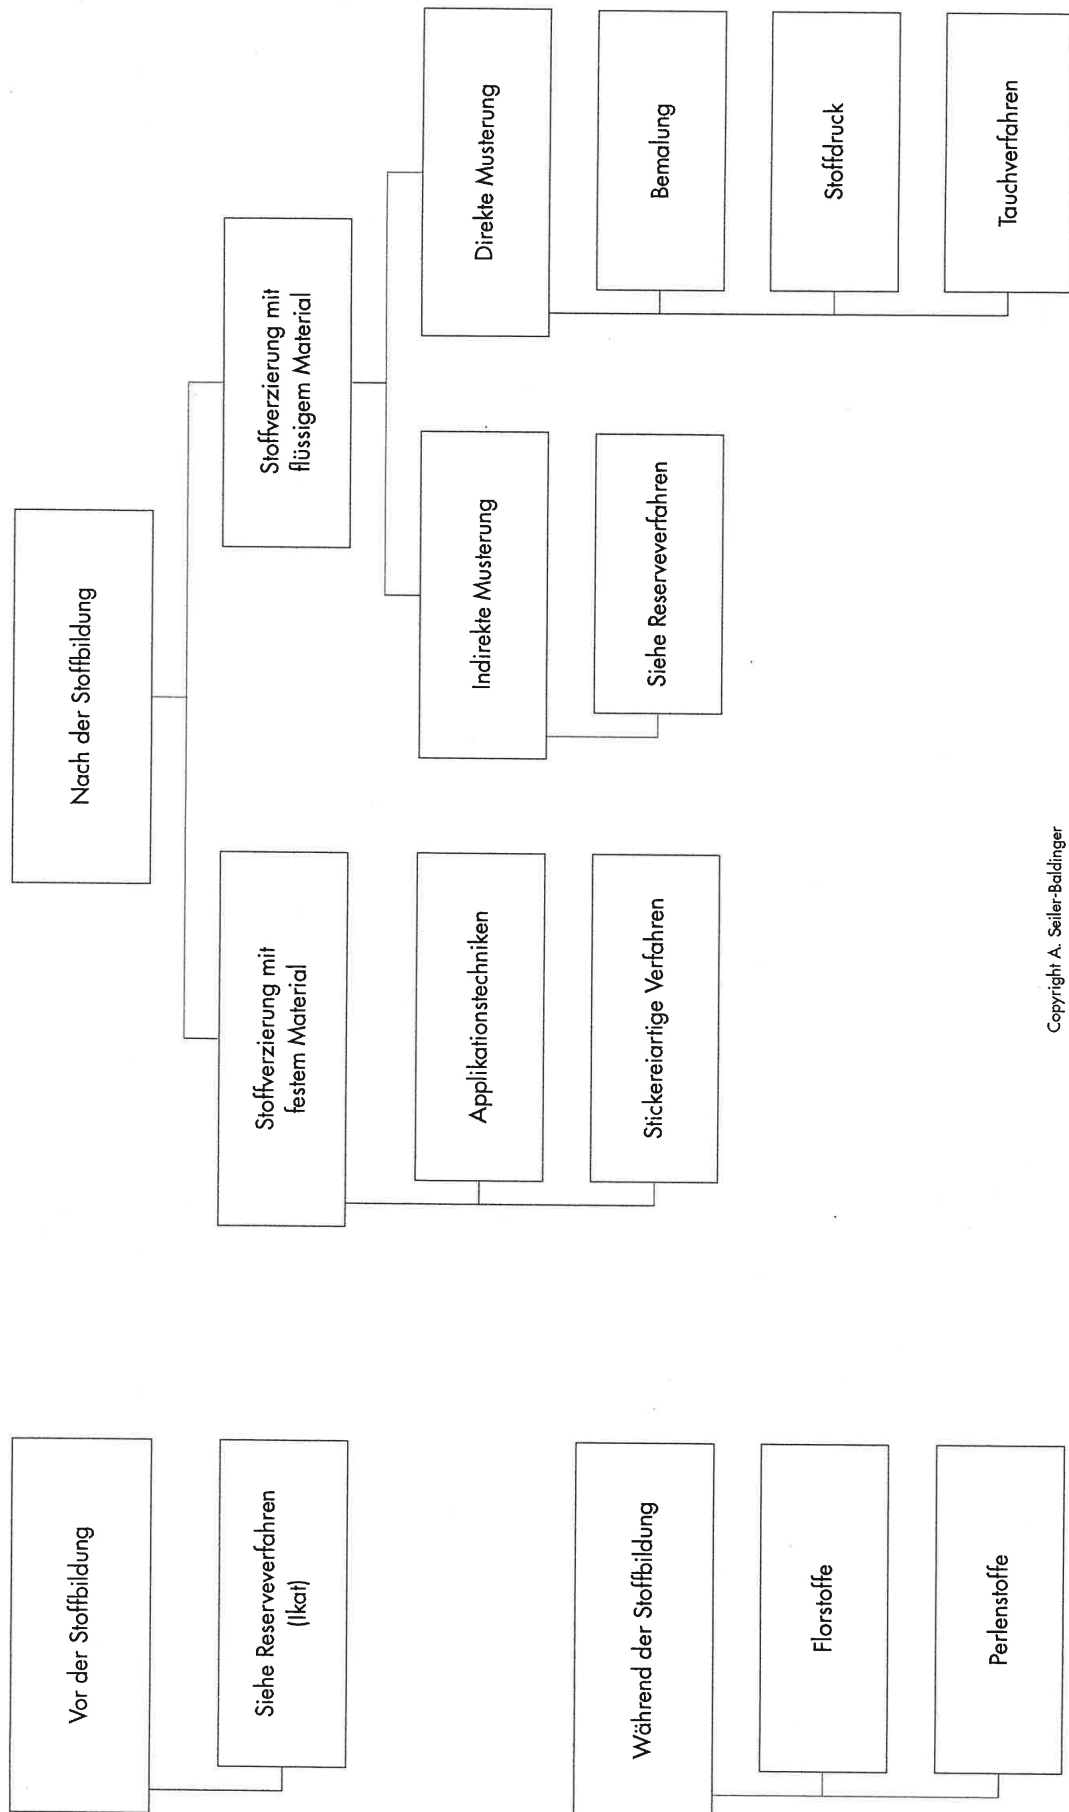 Vor der Stoffbildung
Siehe Reserveverfahren
(Ikat)
Während der Stoffbildung
Florstoffe
Perlenstoffe
Nach der Stoffbildung
Stoffverzierung mit
festem Material
Applikationstechniken
Stickereiartige Verfahren
Stoffverzierung mit
flüssigem Material
Indirekte Musterung
Siehe Reserveverfahren
Direkte Musterung
Bemalung
Stoffdruck
Tauchverfahren
Copyright A. Seiler-Baldinger